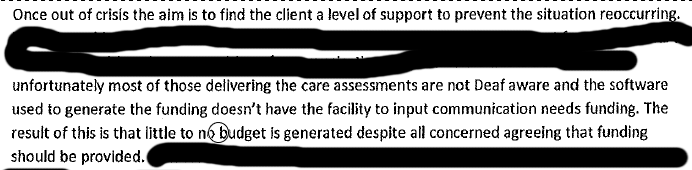 Once out of crisis the aim is to find the client a level of support to prevent the situation reoccurring.
unfortunately most of those delivering the care assessments are not Deaf aware and the software
used to generate the funding doesn't have the facility to input communication needs funding. The
result of this is that little to no budget is generated despite all concerned agreeing that funding
should be provided.